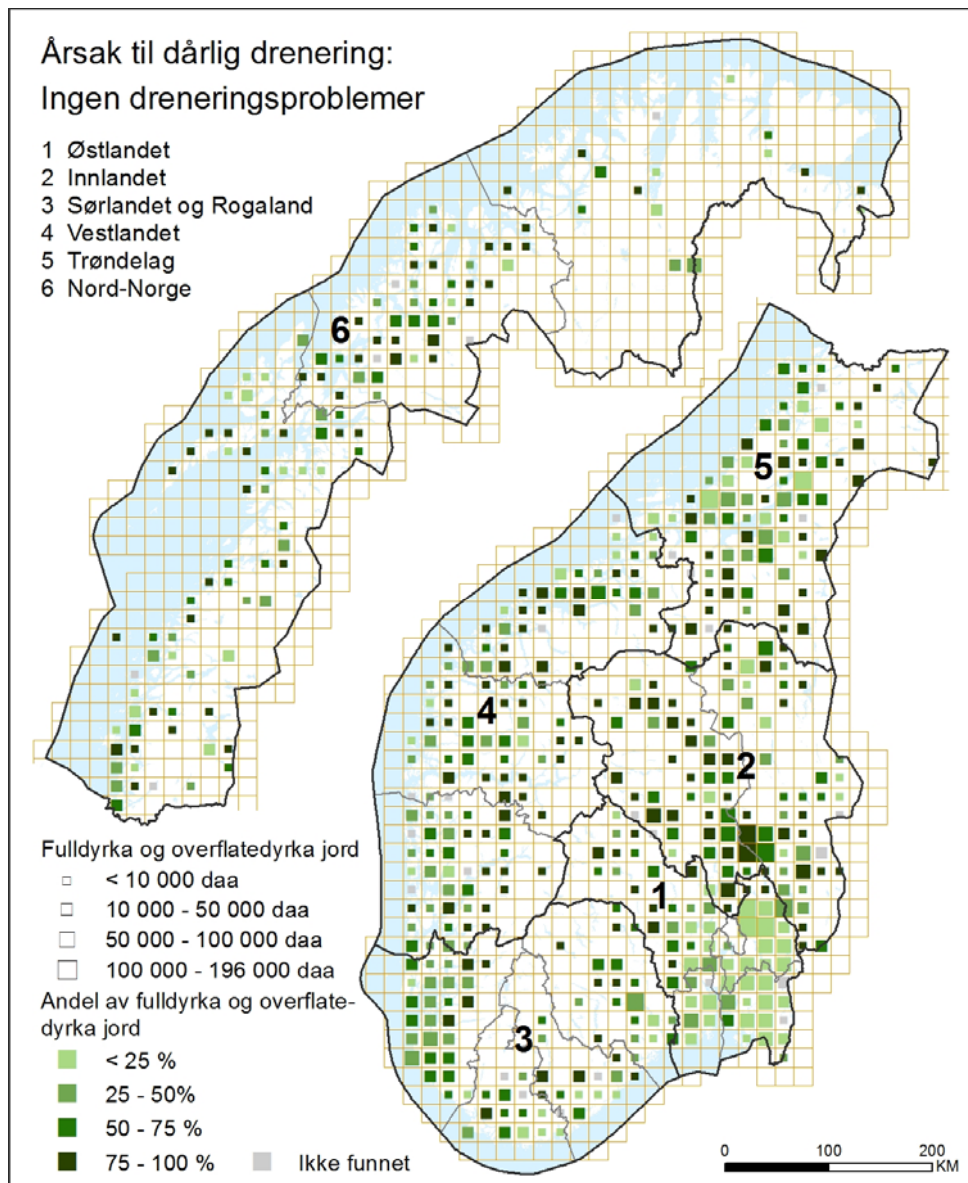 Årsak til dårlig drenering:
Ingen dreneringsproblemer
1 Østlandet
2 Innlandet
3 Sørlandet og Rogaland
4 Vestlandet
5 Trøndelag
6 Nord-Norge
6
5
4
2
1
3
Fulldyrka og overflatedyrka jord
< 10 000 daa
10 000 - 50 000 daa
50 000 - 100 000 daa
100 000 - 196 000 daa
Andel av fulldyrka og overflate-
dyrka jord
< 25 %
25 - 50%
50 - 75 %
75 - 100 %
Ikke funnet
0 100 200
KM